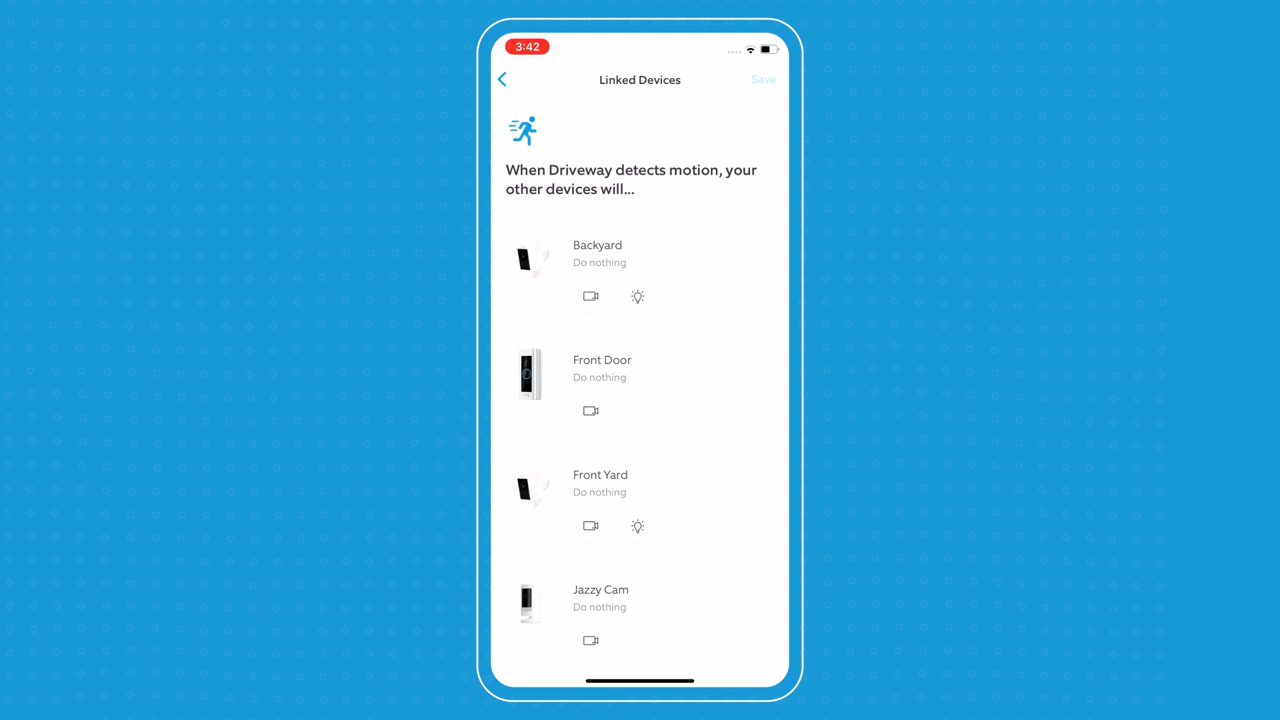 3:42
Linked Devices
Save
When Driveway detects motion, your
other devices will...
Backyard
Do nothing
Front Door
Do nothing
Front Yard
Do nothing
Jazzy Cam
Do nothing